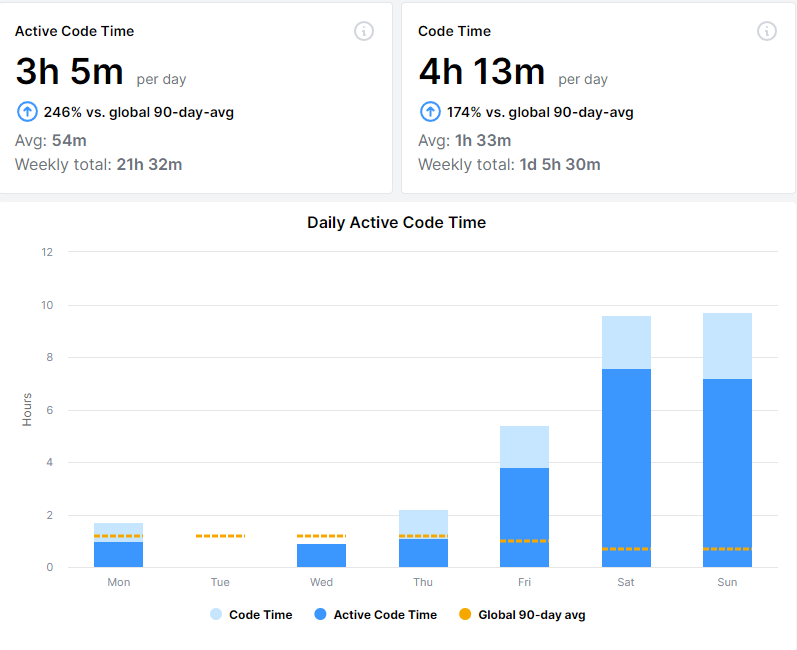 Active Code Time
3h 5m per day
246% vs. global 90-day-avg
Avg: 54m
Weekly total: 21h 32m
Code Time
4h 13m per day
174% vs. global 90-day-avg
Avg: 1h 33m
Weekly total: 1d 5h 30m
Daily Active Code Time
12
10
8
6
4
2
0
Hours
Mon Tue Wed Thu Fri Sat Sun
Code Time Active Code Time Global 90-day avg